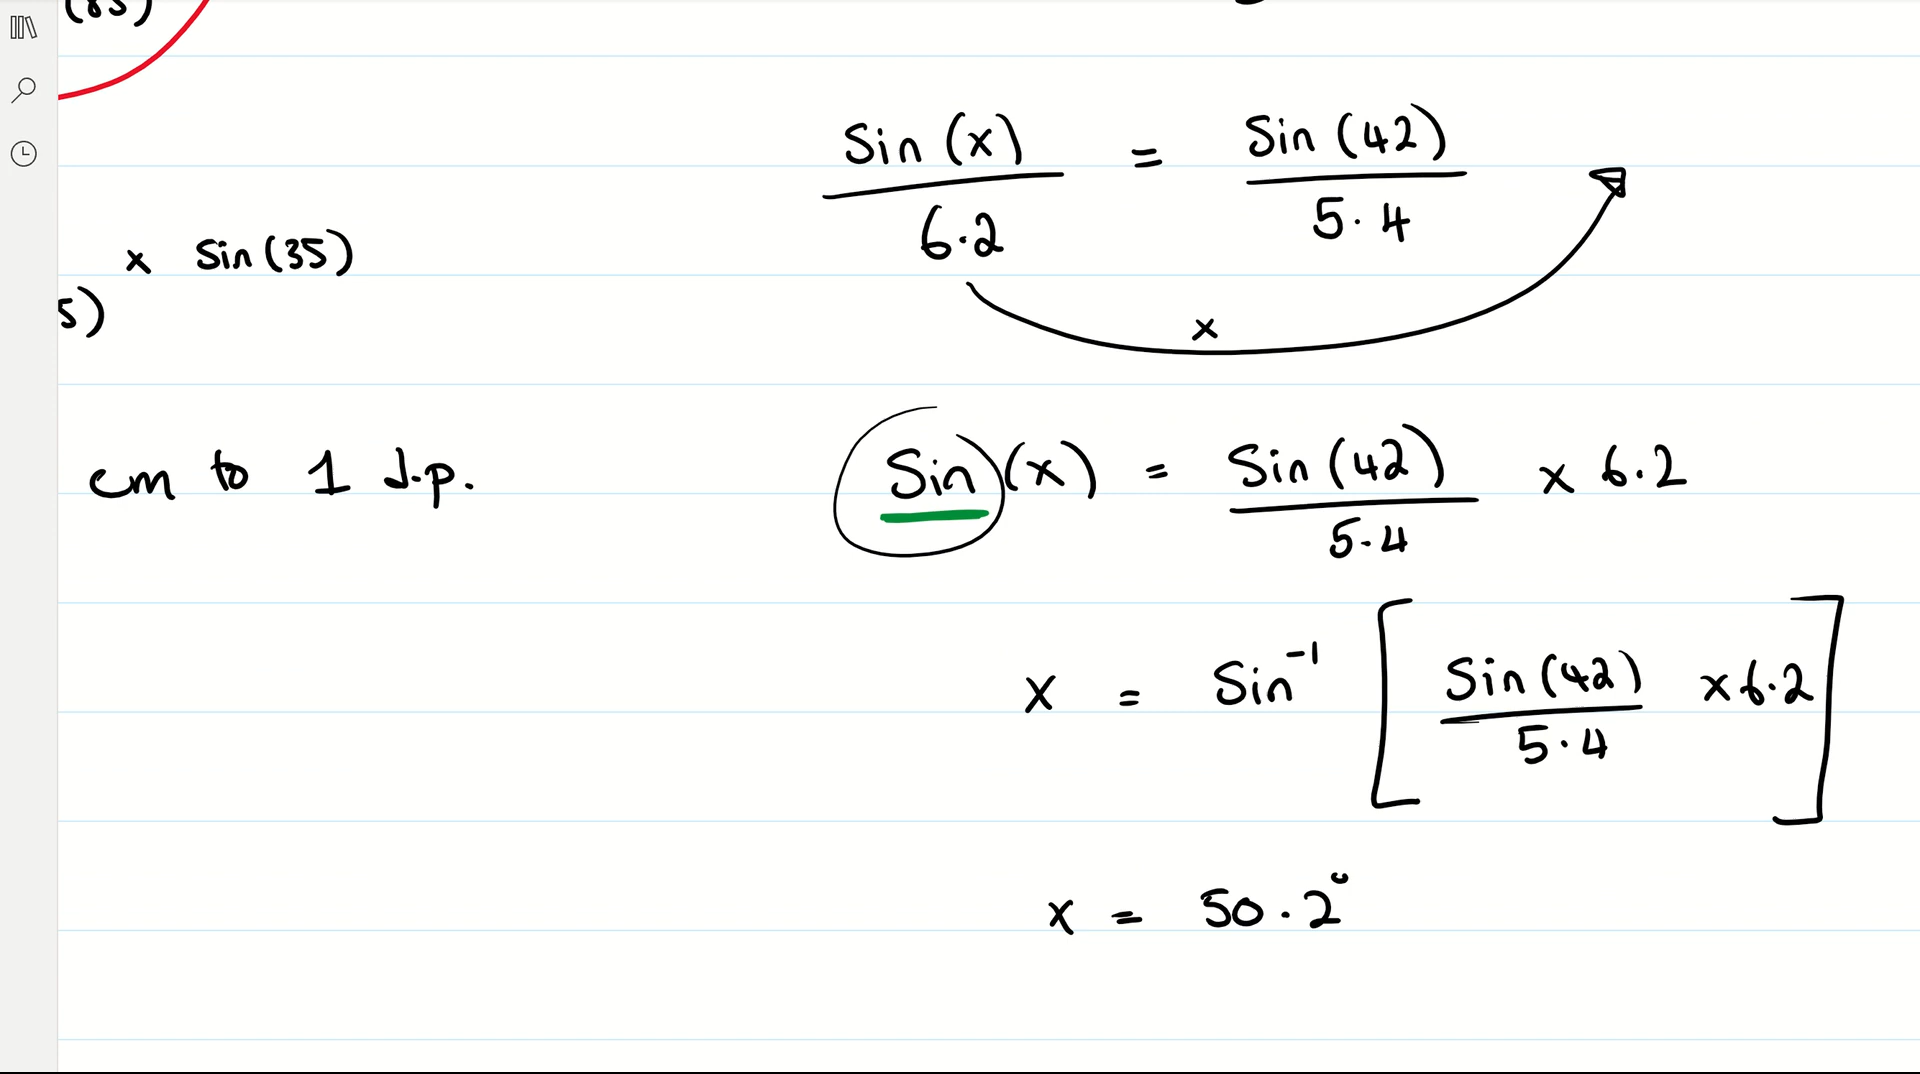 x Sin(35)
5)
cm to 1 d.p.
Sin (x) = Sin (42)
6.2 5.4
x
Sin (x) = Sin (42) x 6.2
5.4
x = Sin⁻¹ [ Sin (42) x 6.2 ]
5.4
x = 50.2°